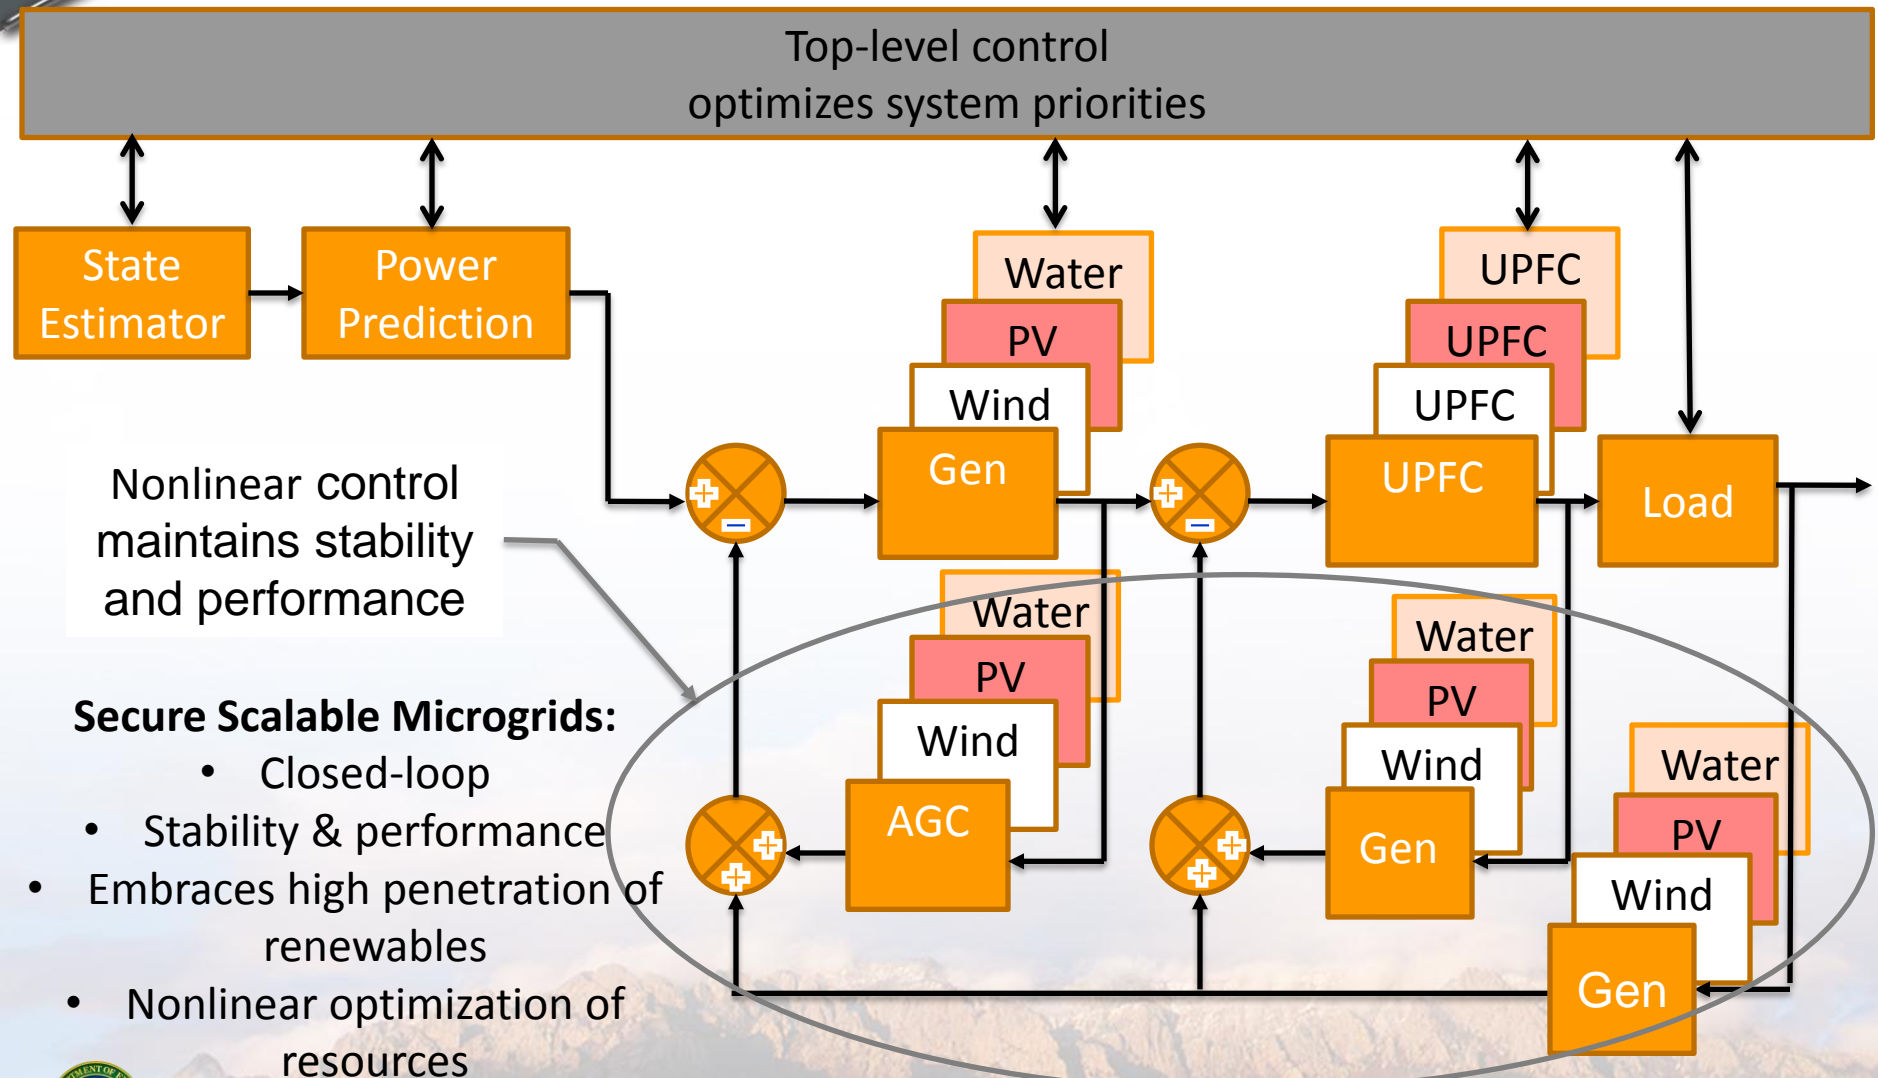 Top-level control
optimizes system priorities
State
Estimator
Power
Prediction
Water
PV
Wind
Gen
UPFC
UPFC
UPFC
UPFC
Load
Nonlinear control
maintains stability
and performance
Water
PV
Wind
AGC
Water
PV
Wind
Gen
Water
PV
Wind
Gen
Secure Scalable Microgrids:
• Closed-loop
• Stability & performance
• Embraces high penetration of
renewables
• Nonlinear optimization of
resources